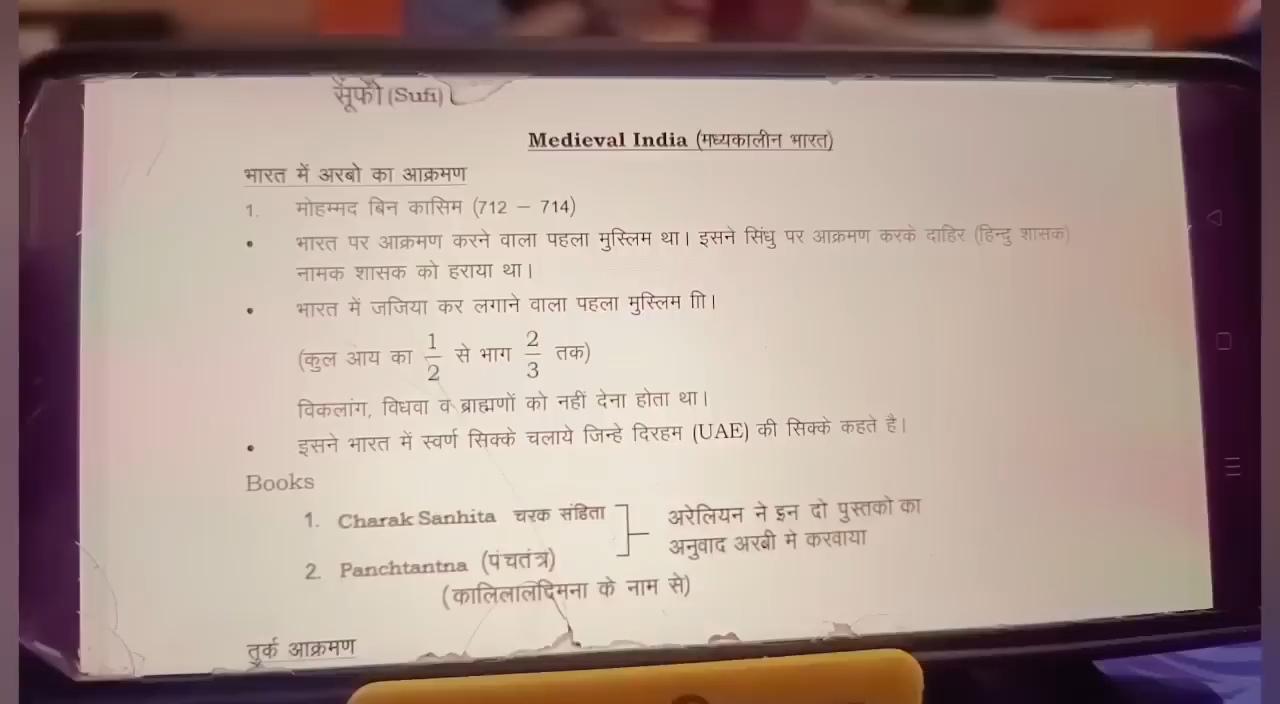 सूफी (Sufi)
Medieval India (मध्यकालीन भारत)
भारत में अरबो का आक्रमण
1. मोहम्मद बिन कासिम (712 – 714)
• भारत पर आक्रमण करने वाला पहला मुस्लिम था। इसने सिंधु पर आक्रमण करके दाहिर (हिन्दु शासक)
नामक शासक को हराया था।
• भारत में जजिया कर लगाने वाला पहला मुस्लिम ाि।
(कुल आय का 1/2 से भाग 2/3 तक)
विकलांग, विधवा व ब्राह्मणों को नहीं देना होता था।
• इसने भारत में स्वर्ण सिक्के चलाये जिन्हे दिरहम (UAE) की सिक्के कहते है।
Books
1. Charak Sanhita चरक संहिता
अरेलियन ने इन दो पुस्तको का
अनुवाद अरबी मे करवाया
2. Panchtantna (पंचतंत्र)
(कालिलालदिमना के नाम से)
तुर्क आक्रमण